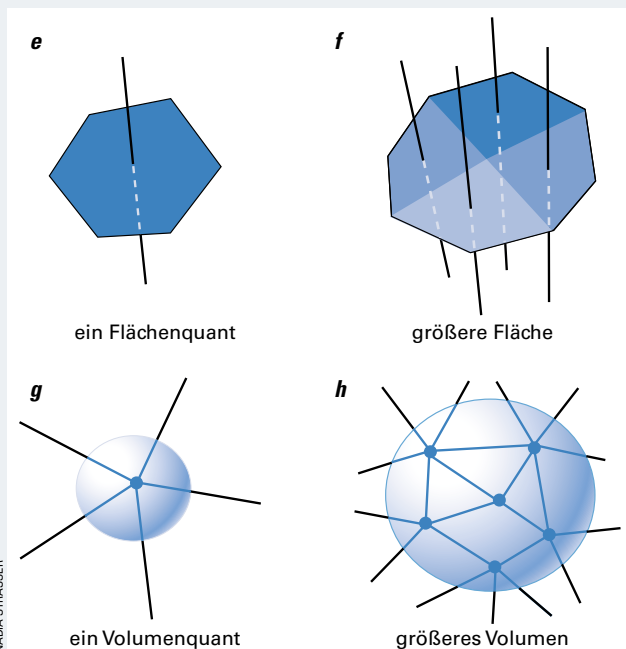 e
f
ein Flächenquant
größere Fläche
g
h
ein Volumenquant
größeres Volumen